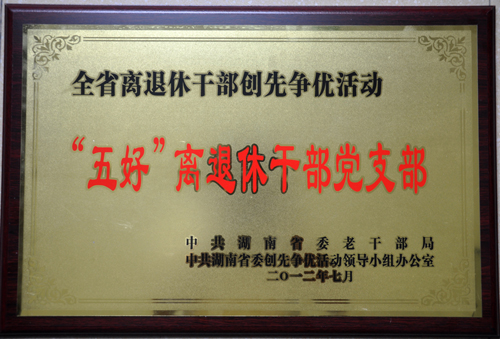 全省离退休干部创先争优活动
“五好”离退休干部党支部
中共湖南省委老干部局
中共湖南省委创先争优活动领导小组办公室
二〇一二年七月